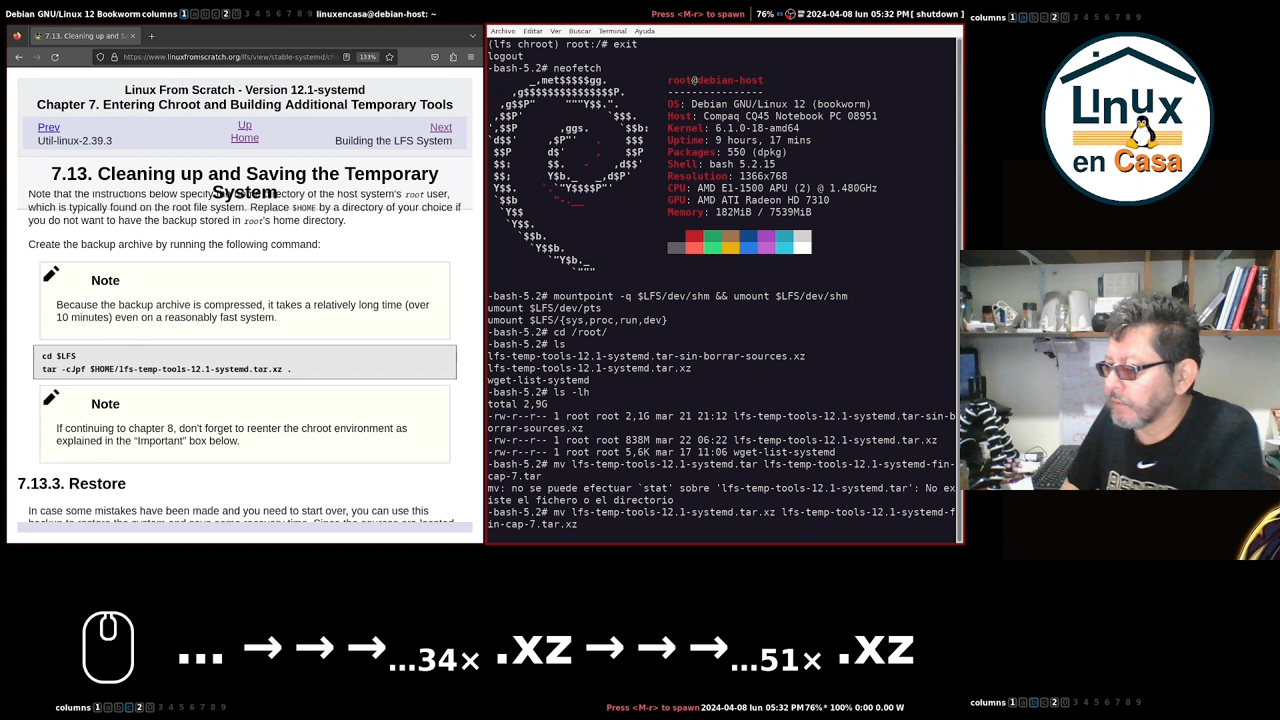 Debian GNU/Linux 12 Bookworm columns 1 a b c 2 0 3 4 5 6 7 8 9 linuxencasa@debian-host: ~
Press <M-r> to spawn 76% 2024-04-08 lun 05:32 PM [ shutdown ]
columns 1 a b c 2 0 3 4 5 6 7 8 9
7.13. Cleaning up and Sa
https://www.linuxfromscratch.org/lfs/view/stable-systemd/ch
133%
Linux From Scratch - Version 12.1-systemd
Chapter 7. Entering Chroot and Building Additional Temporary Tools
Prev Up Next
Util-linux-2.39.3 Home Building the LFS System
7.13. Cleaning up and Saving the Temporary
System
Note that the instructions below specify the home directory of the host system's root user,
which is typically found on the root file system. Replace $HOME by a directory of your choice if
you do not want to have the backup stored in root's home directory.
Create the backup archive by running the following command:
Note
Because the backup archive is compressed, it takes a relatively long time (over
10 minutes) even on a reasonably fast system.
cd $LFS
tar -cJpf $HOME/lfs-temp-tools-12.1-systemd.tar.xz .
Note
If continuing to chapter 8, don't forget to reenter the chroot environment as
explained in the “Important” box below.
7.13.3. Restore
In case some mistakes have been made and you need to start over, you can use this
Archivo Editar Ver Buscar Terminal Ayuda
(lfs chroot) root:/# exit
logout
-bash-5.2# neofetch
root@debian-host
----------------
OS: Debian GNU/Linux 12 (bookworm)
Host: Compaq CQ45 Notebook PC 08951
Kernel: 6.1.0-18-amd64
Uptime: 9 hours, 17 mins
Packages: 550 (dpkg)
Shell: bash 5.2.15
Resolution: 1366x768
CPU: AMD E1-1500 APU (2) @ 1.480GHz
GPU: AMD ATI Radeon HD 7310
Memory: 182MiB / 7539MiB
-bash-5.2# mountpoint -q $LFS/dev/shm && umount $LFS/dev/shm
umount $LFS/dev/pts
umount $LFS/{sys,proc,run,dev}
-bash-5.2# cd /root/
-bash-5.2# ls
lfs-temp-tools-12.1-systemd.tar-sin-borrar-sources.xz
lfs-temp-tools-12.1-systemd.tar.xz
wget-list-systemd
-bash-5.2# ls -lh
total 2,9G
-rw-r--r-- 1 root root 2,1G mar 21 21:12 lfs-temp-tools-12.1-systemd.tar-sin-b
orrar-sources.xz
-rw-r--r-- 1 root root 838M mar 22 06:22 lfs-temp-tools-12.1-systemd.tar.xz
-rw-r--r-- 1 root root 5,6K mar 17 11:06 wget-list-systemd
-bash-5.2# mv lfs-temp-tools-12.1-systemd.tar lfs-temp-tools-12.1-systemd-fin-
cap-7.tar
mv: no se puede efectuar `stat' sobre 'lfs-temp-tools-12.1-systemd.tar': No ex
iste el fichero o el directorio
-bash-5.2# mv lfs-temp-tools-12.1-systemd.tar.xz lfs-temp-tools-12.1-systemd-f
in-cap-7.tar.xz
Linux
en Casa
... → → →...34× .xz → → →...51× .xz
columns 1 a b c 2 0 3 4 5 6 7 8 9
Press <M-r> to spawn 2024-04-08 lun 05:32 PM 76%* 100% 0:00 0.00 W
columns 1 a b c 2 0 3 4 5 6 7 8 9